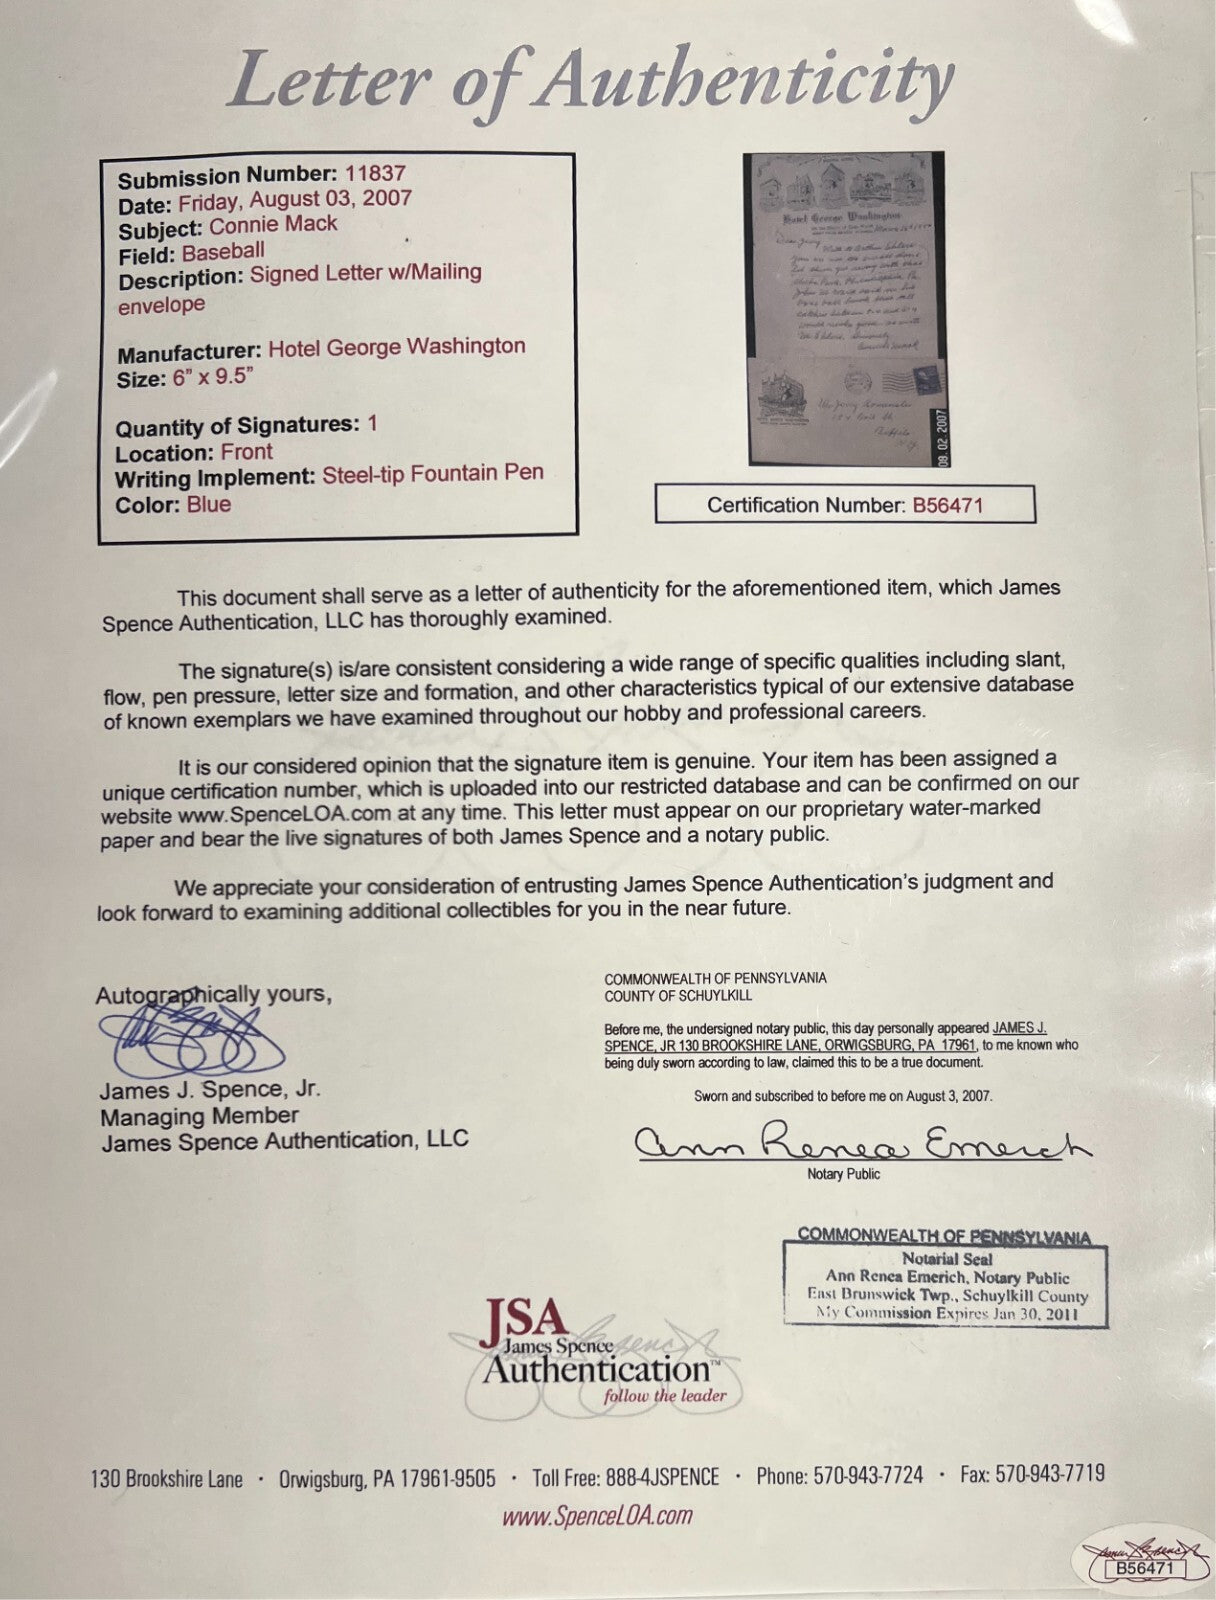 Letter of Authenticity
Submission Number: 11837
Date: Friday, August 03, 2007
Subject: Connie Mack
Field: Baseball
Description: Signed Letter w/Mailing
envelope
Manufacturer: Hotel George Washington
Size: 6" x 9.5"
Quantity of Signatures: 1
Location: Front
Writing Implement: Steel-tip Fountain Pen
Color: Blue
Hotel George Washington
08.02.2007
Certification Number: B56471
This document shall serve as a letter of authenticity for the aforementioned item, which James
Spence Authentication, LLC has thoroughly examined.
The signature(s) is/are consistent considering a wide range of specific qualities including slant,
flow, pen pressure, letter size and formation, and other characteristics typical of our extensive database
of known exemplars we have examined throughout our hobby and professional careers.
It is our considered opinion that the signature item is genuine. Your item has been assigned a
unique certification number, which is uploaded into our restricted database and can be confirmed on our
website www.SpenceLOA.com at any time. This letter must appear on our proprietary water-marked
paper and bear the live signatures of both James Spence and a notary public.
We appreciate your consideration of entrusting James Spence Authentication's judgment and
look forward to examining additional collectibles for you in the near future.
Autographically yours,
James J. Spence, Jr.
Managing Member
James Spence Authentication, LLC
COMMONWEALTH OF PENNSYLVANIA
COUNTY OF SCHUYLKILL
Before me, the undersigned notary public, this day personally appeared JAMES J.
SPENCE, JR 130 BROOKSHIRE LANE, ORWIGSBURG, PA 17961, to me known who
being duly sworn according to law, claimed this to be a true document.
Sworn and subscribed to before me on August 3, 2007.
Ann Renea Emerich
Notary Public
COMMONWEALTH OF PENNSYLVANIA
Notarial Seal
Ann Renea Emerich, Notary Public
East Brunswick Twp., Schuylkill County
My Commission Expires Jan 30, 2011
JSA
James Spence
Authentication™
follow the leader
130 Brookshire Lane · Orwigsburg, PA 17961-9505 · Toll Free: 888-4JSPENCE · Phone: 570-943-7724 · Fax: 570-943-7719
www.SpenceLOA.com
B56471